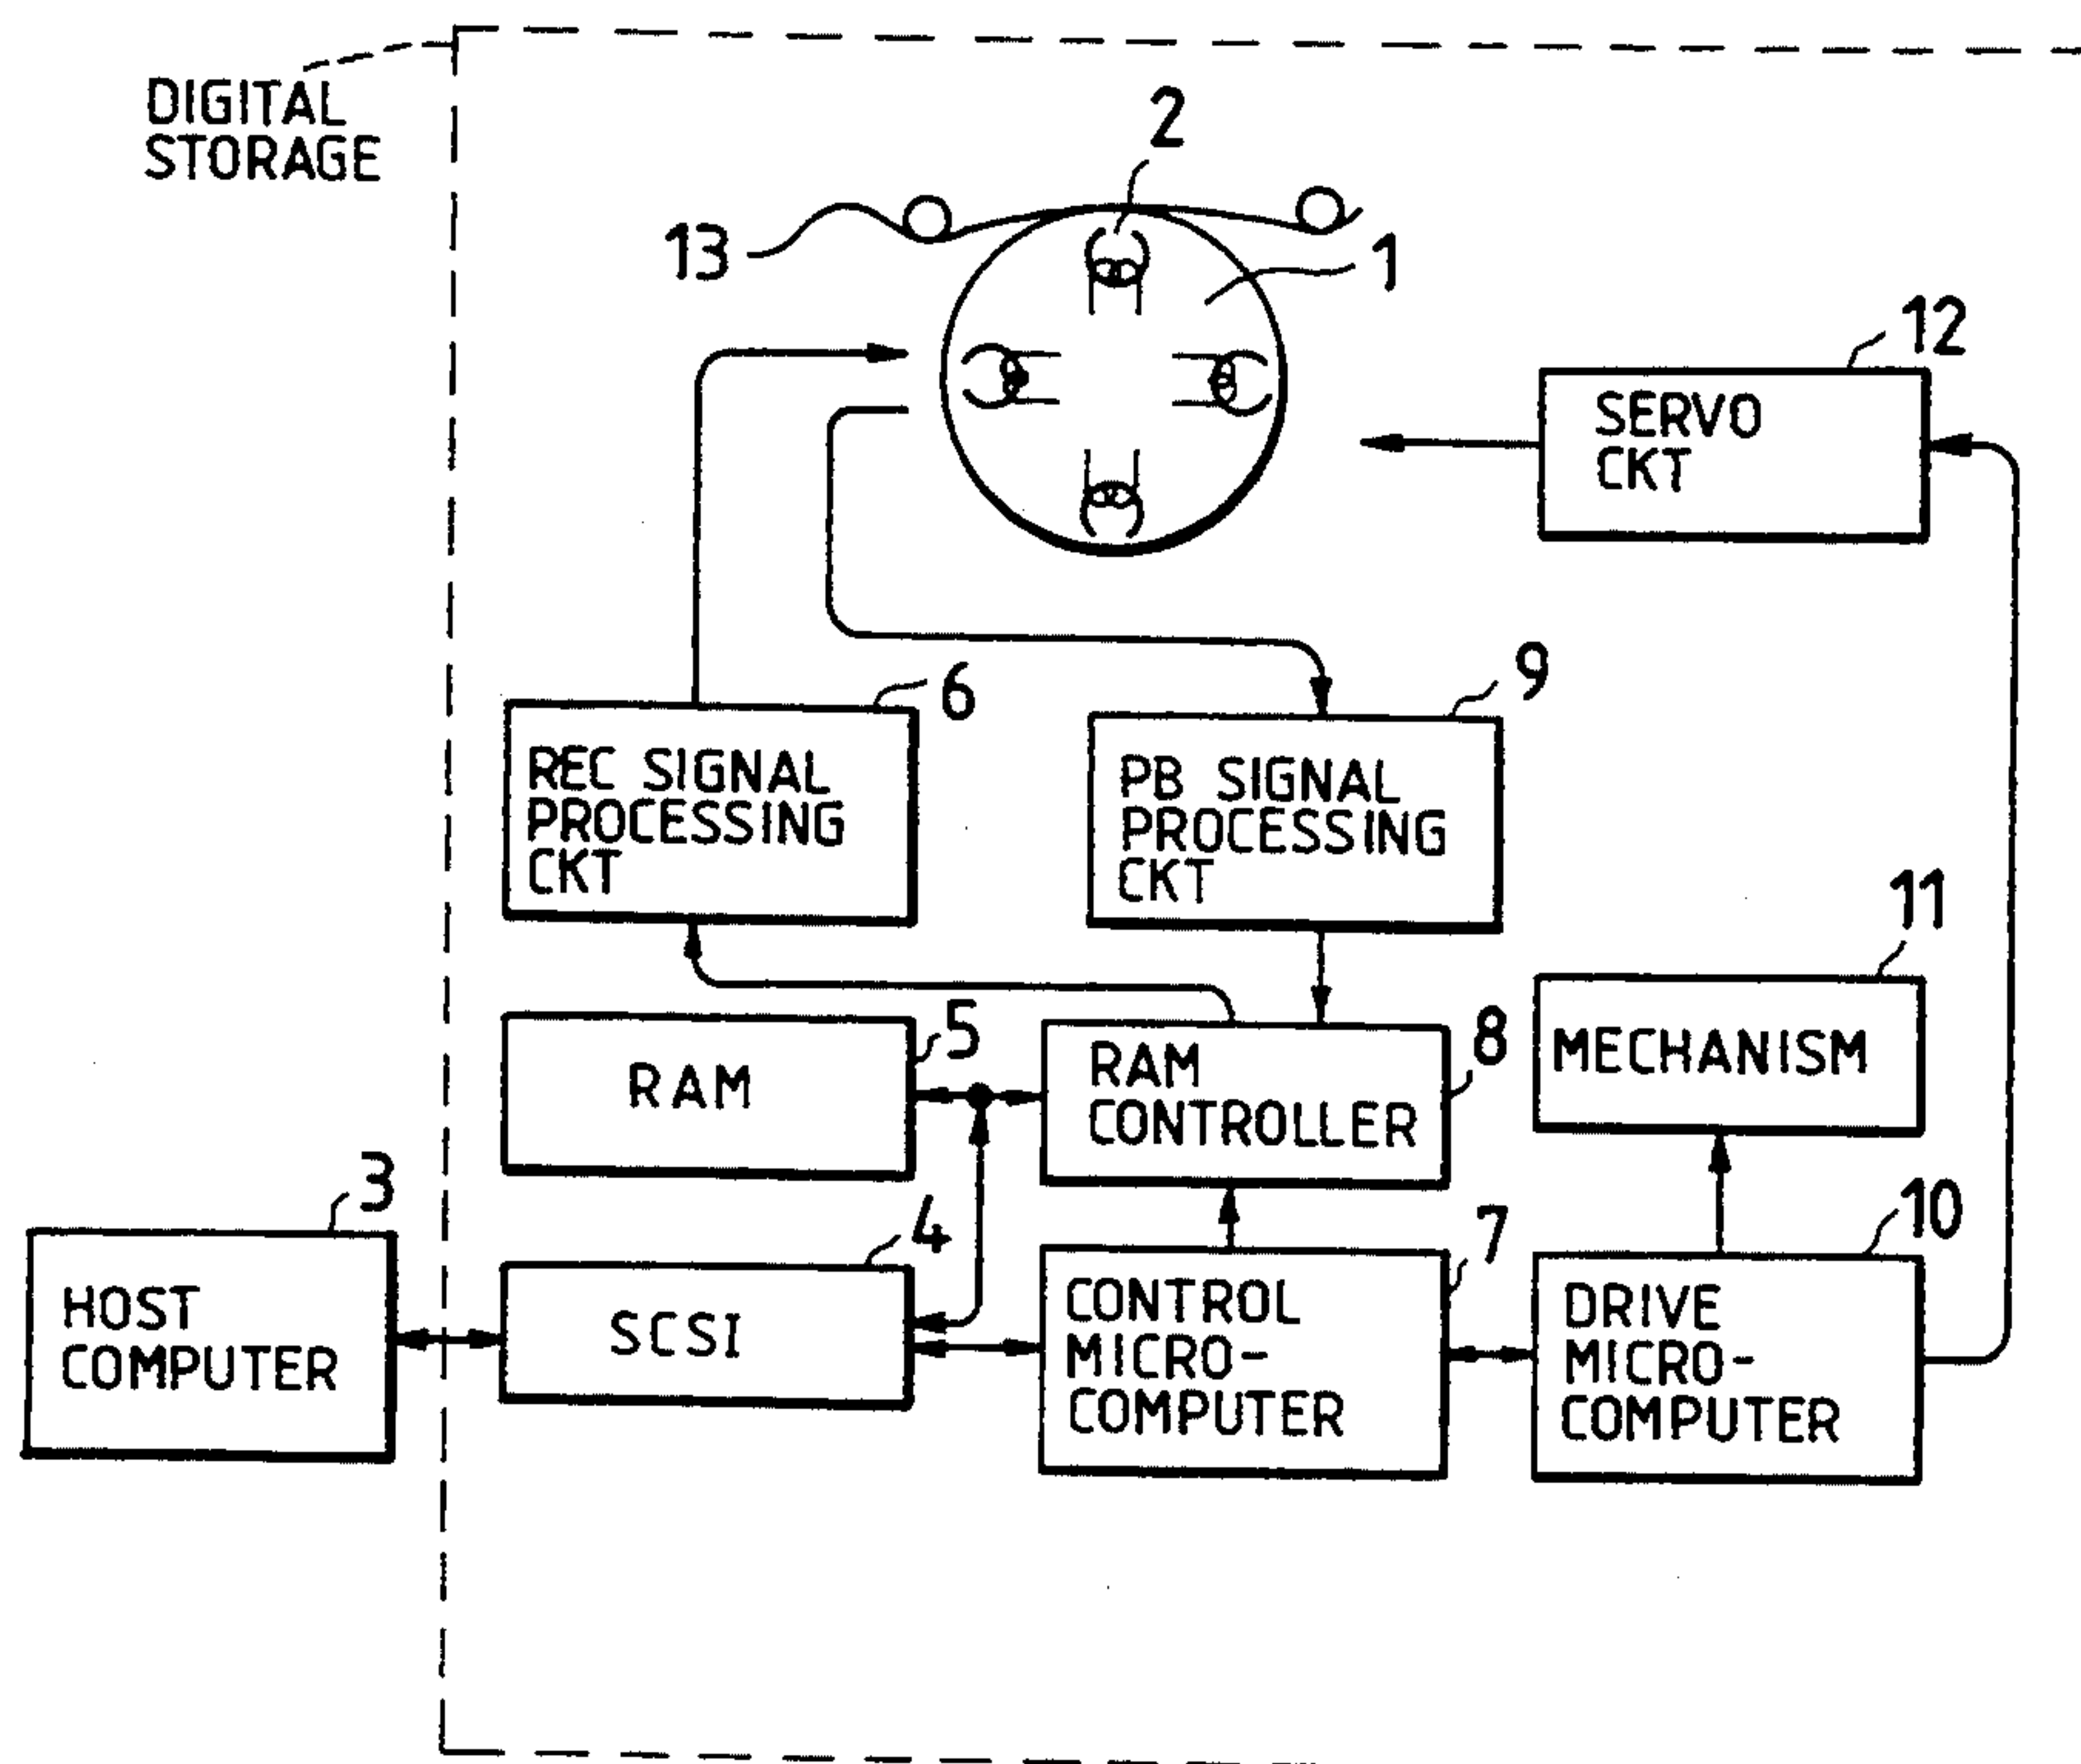 DIGITAL
STORAGE
2
13
1
12
SERVO
CKT
6
9
REC SIGNAL
PROCESSING
CKT
PB SIGNAL
PROCESSING
CKT
11
MECHANISM
5
RAM
8
RAM
CONTROLLER
3
HOST
COMPUTER
4
SCSI
7
CONTROL
MICRO-
COMPUTER
10
DRIVE
MICRO-
COMPUTER